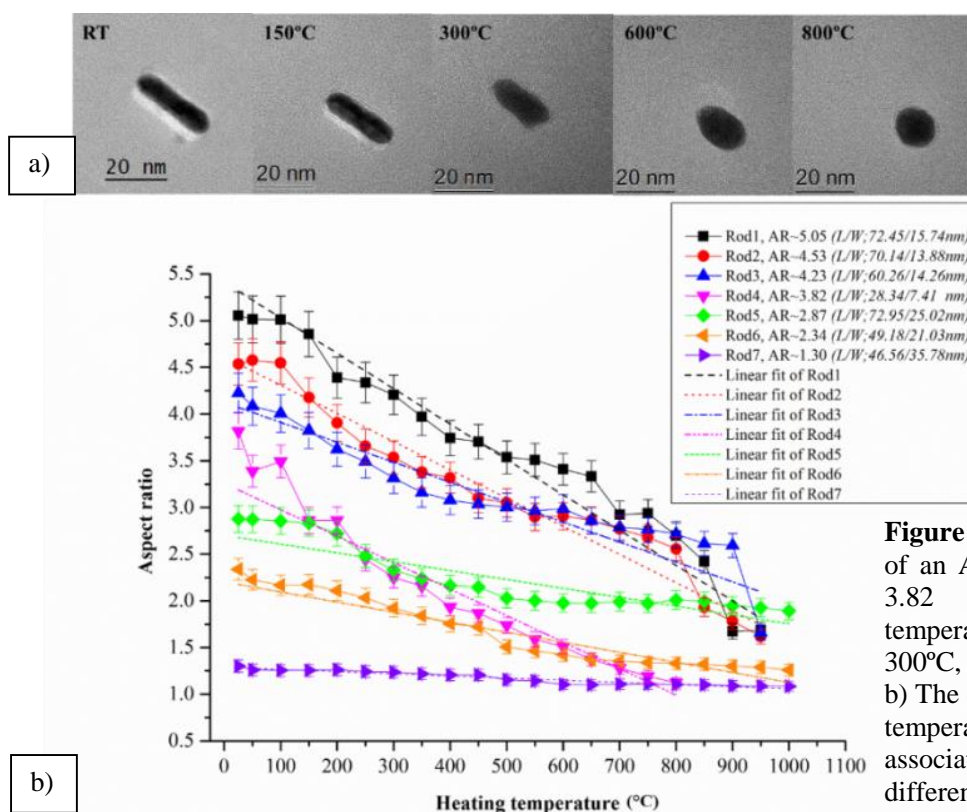 RT 150ºC 300ºC 600ºC 800ºC
20 nm 20 nm 20 nm 20 nm 20 nm
a)
Rod1, AR~5.05 (L/W;72.45/15.74nm)
Rod2, AR~4.53 (L/W;70.14/13.88nm)
Rod3, AR~4.23 (L/W;60.26/14.26nm)
Rod4, AR~3.82 (L/W;28.34/7.41 nm)
Rod5, AR~2.87 (L/W;72.95/25.02nm)
Rod6, AR~2.34 (L/W;49.18/21.03nm)
Rod7, AR~1.30 (L/W;46.56/35.78nm)
Linear fit of Rod1
Linear fit of Rod2
Linear fit of Rod3
Linear fit of Rod4
Linear fit of Rod5
Linear fit of Rod6
Linear fit of Rod7
5.5
5.0
4.5
4.0
3.5
3.0
2.5
2.0
1.5
1.0
0.5
Aspect ratio
0 100 200 300 400 500 600 700 800 900 1000 1100
Heating temperature (°C)
b)
Figure
of an A
3.82
tempera
300ºC,
b) The
tempera
associat
differen